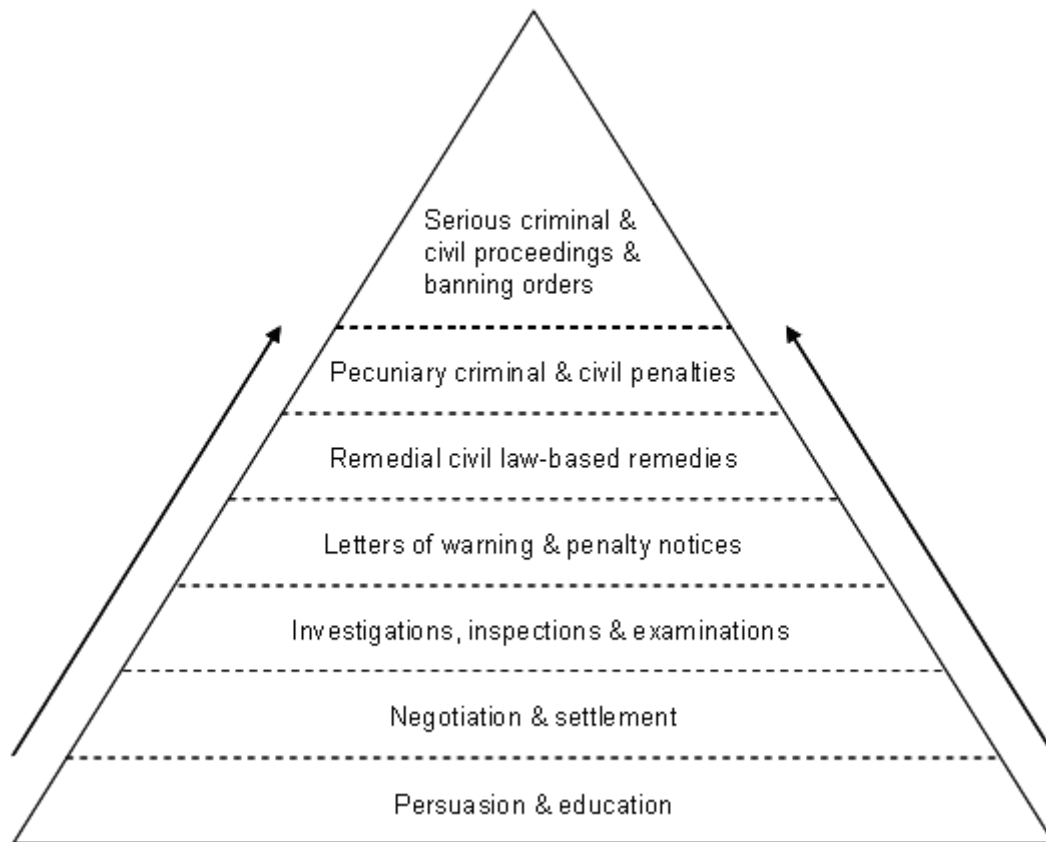 Serious criminal &
civil proceedings &
banning orders
Pecuniary criminal & civil penalties
Remedial civil law-based remedies
Letters of warning & penalty notices
Investigations, inspections & examinations
Negotiation & settlement
Persuasion & education